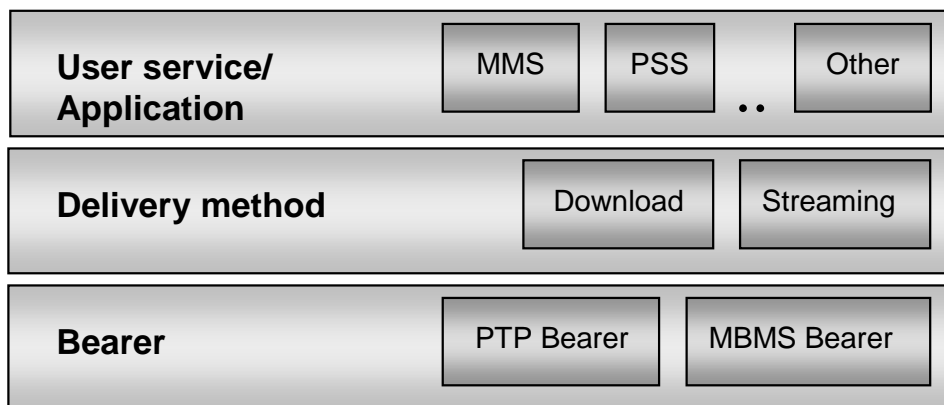 User service/
Application
MMS
PSS
..
Other
Delivery method
Download
Streaming
Bearer
PTP Bearer
MBMS Bearer